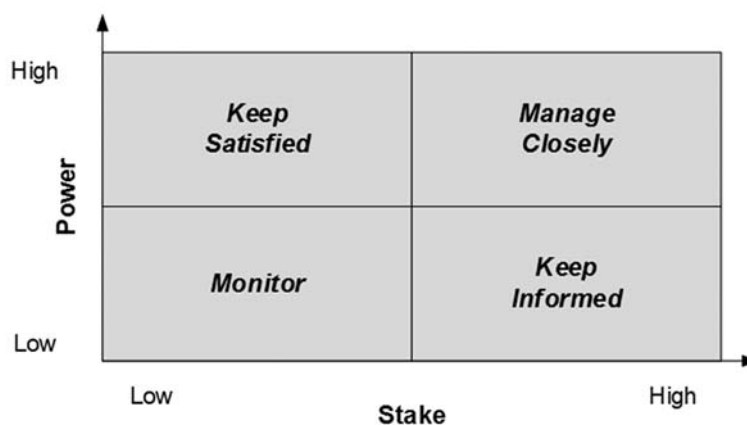 High
Keep
Satisfied
Manage
Closely
Power
Monitor
Keep
Informed
Low
Low
High
Stake